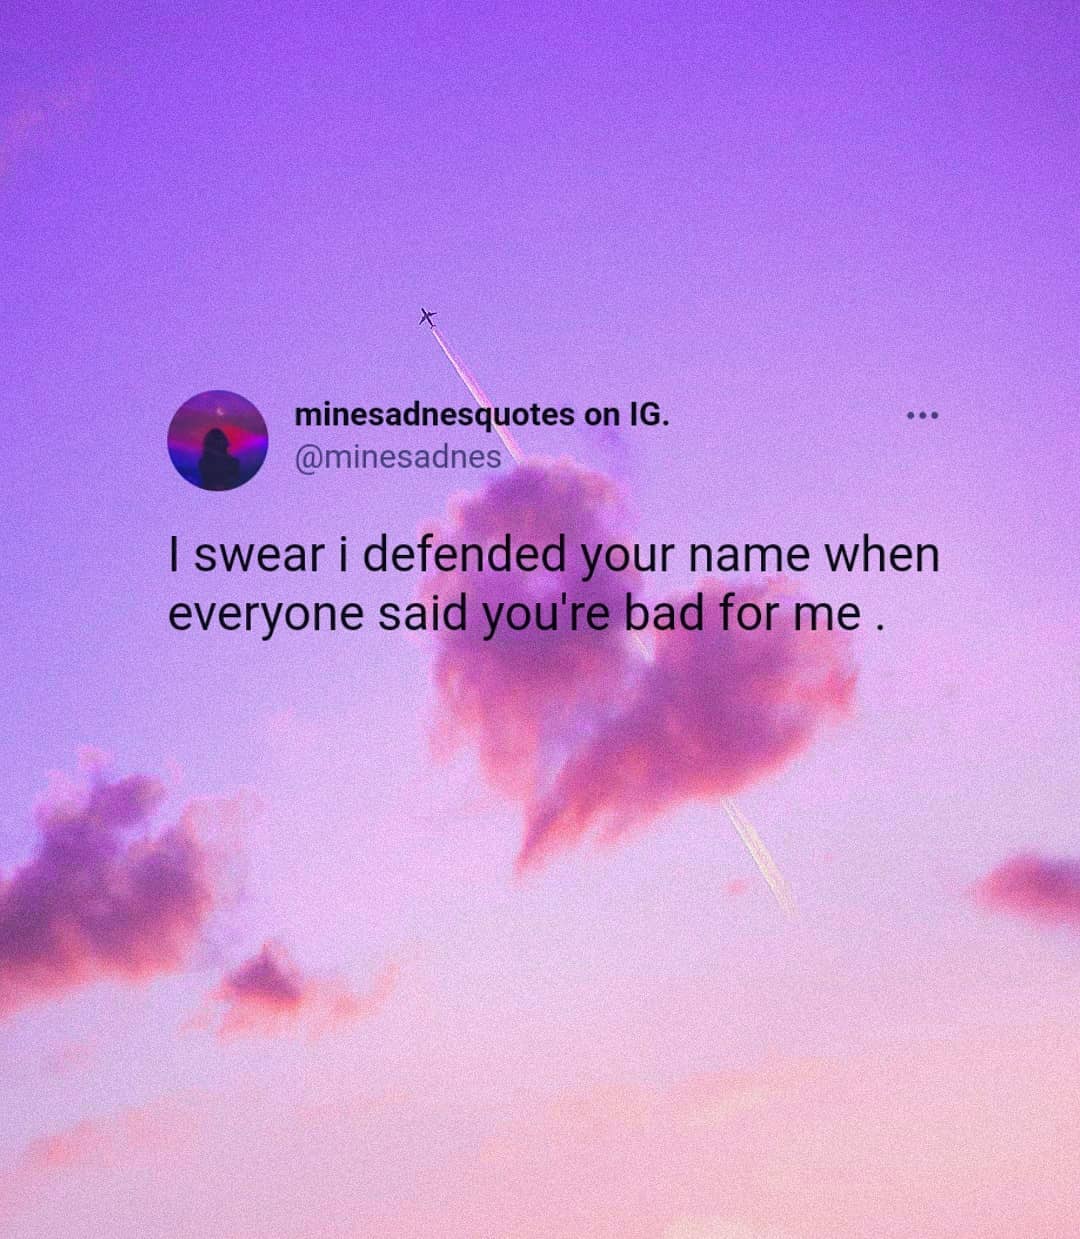 minesadnesquotes on IG.
@minesadnes
I swear i defended your name when
everyone said you're bad for me .